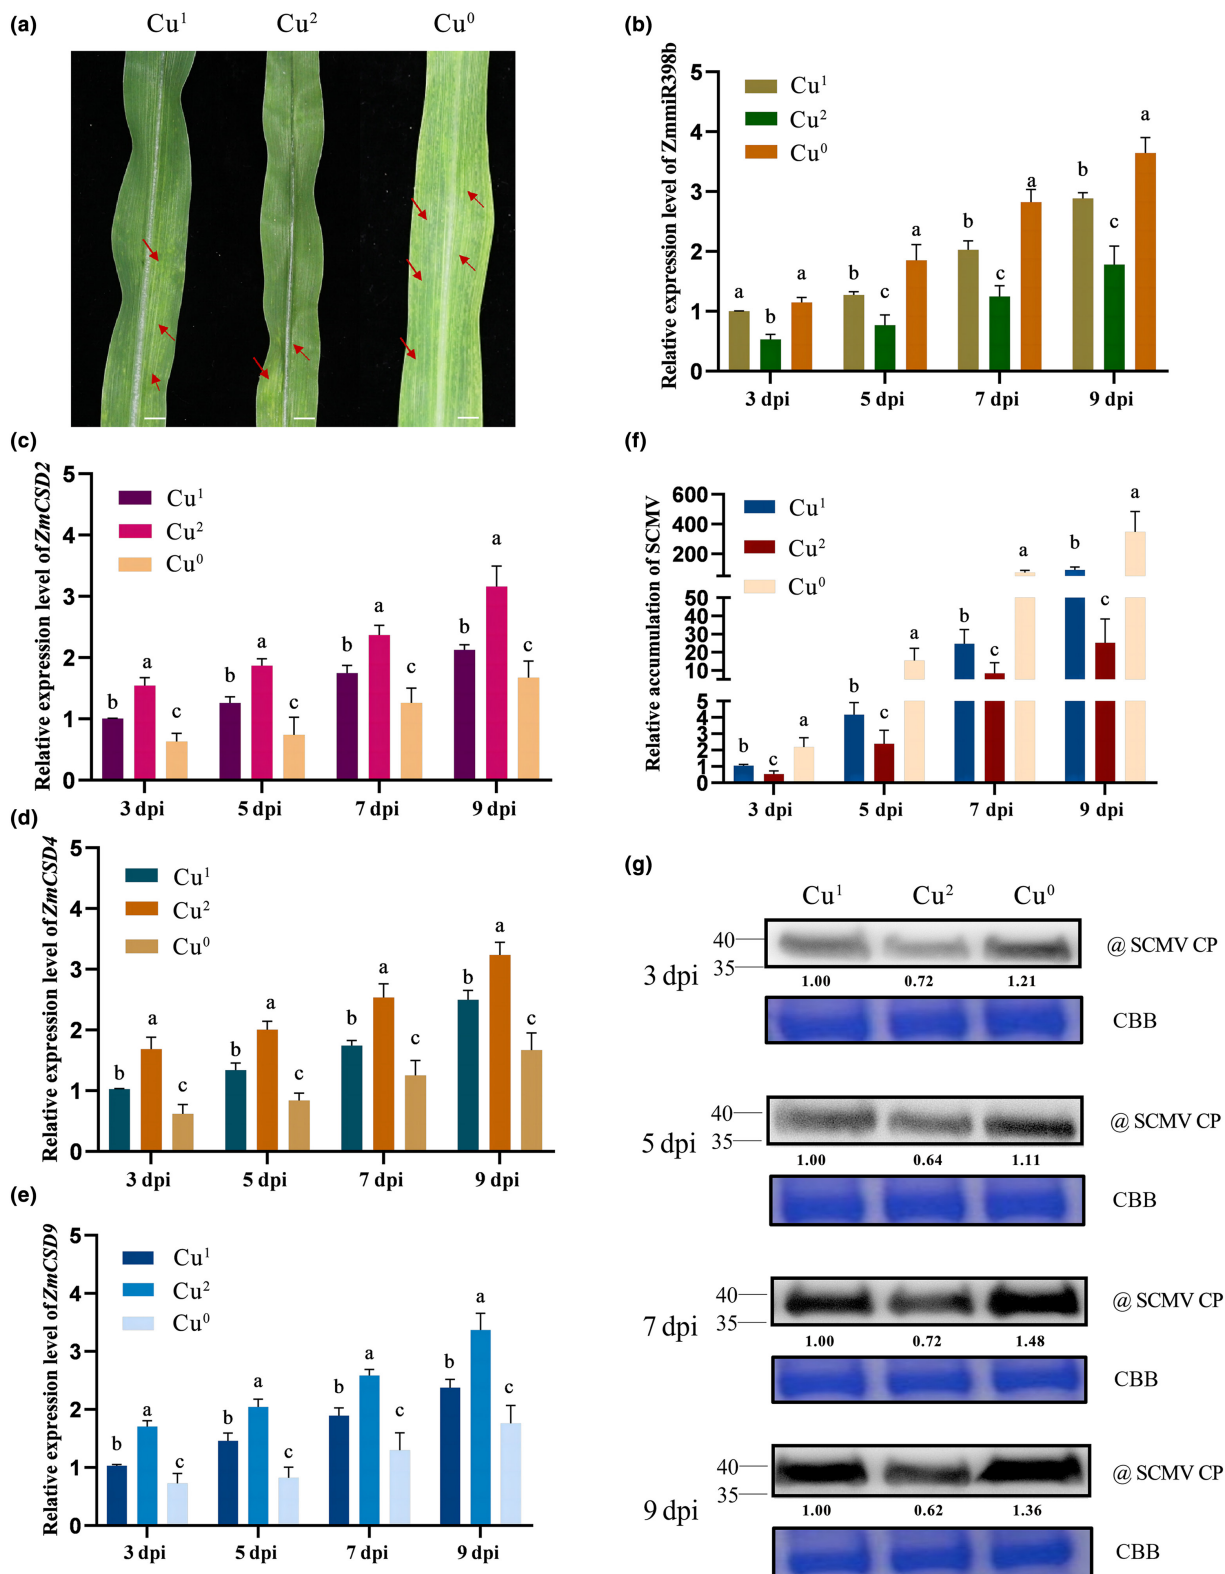 (a)
Cu¹ Cu² Cu⁰
(b)
Relative expression level of ZmmiR398b
5
4
3
2
1
0
Cu¹
Cu²
Cu⁰
a b a
b c a
b c a
b c a
3 dpi 5 dpi 7 dpi 9 dpi
(c)
Relative expression level of ZmCSD2
5
4
3
2
1
0
Cu¹
Cu²
Cu⁰
b a c
b a c
b a c
b a c
3 dpi 5 dpi 7 dpi 9 dpi
(d)
Relative expression level of ZmCSD4
5
4
3
2
1
0
Cu¹
Cu²
Cu⁰
b a c
b a c
b a c
b a c
3 dpi 5 dpi 7 dpi 9 dpi
(e)
Relative expression level of ZmCSD9
5
4
3
2
1
0
Cu¹
Cu²
Cu⁰
b a c
b a c
b a c
b a c
3 dpi 5 dpi 7 dpi 9 dpi
(f)
Relative accumulation of SCMV
600
400
200
50
40
30
20
10
5
4
3
2
1
0
Cu¹
Cu²
Cu⁰
b c a
b c a
b c a
b c a
3 dpi 5 dpi 7 dpi 9 dpi
(g)
Cu¹ Cu² Cu⁰
3 dpi
40
35
@ SCMV CP
1.00 0.72 1.21
CBB
5 dpi
40
35
@ SCMV CP
1.00 0.64 1.11
CBB
7 dpi
40
35
@ SCMV CP
1.00 0.72 1.48
CBB
9 dpi
40
35
@ SCMV CP
1.00 0.62 1.36
CBB